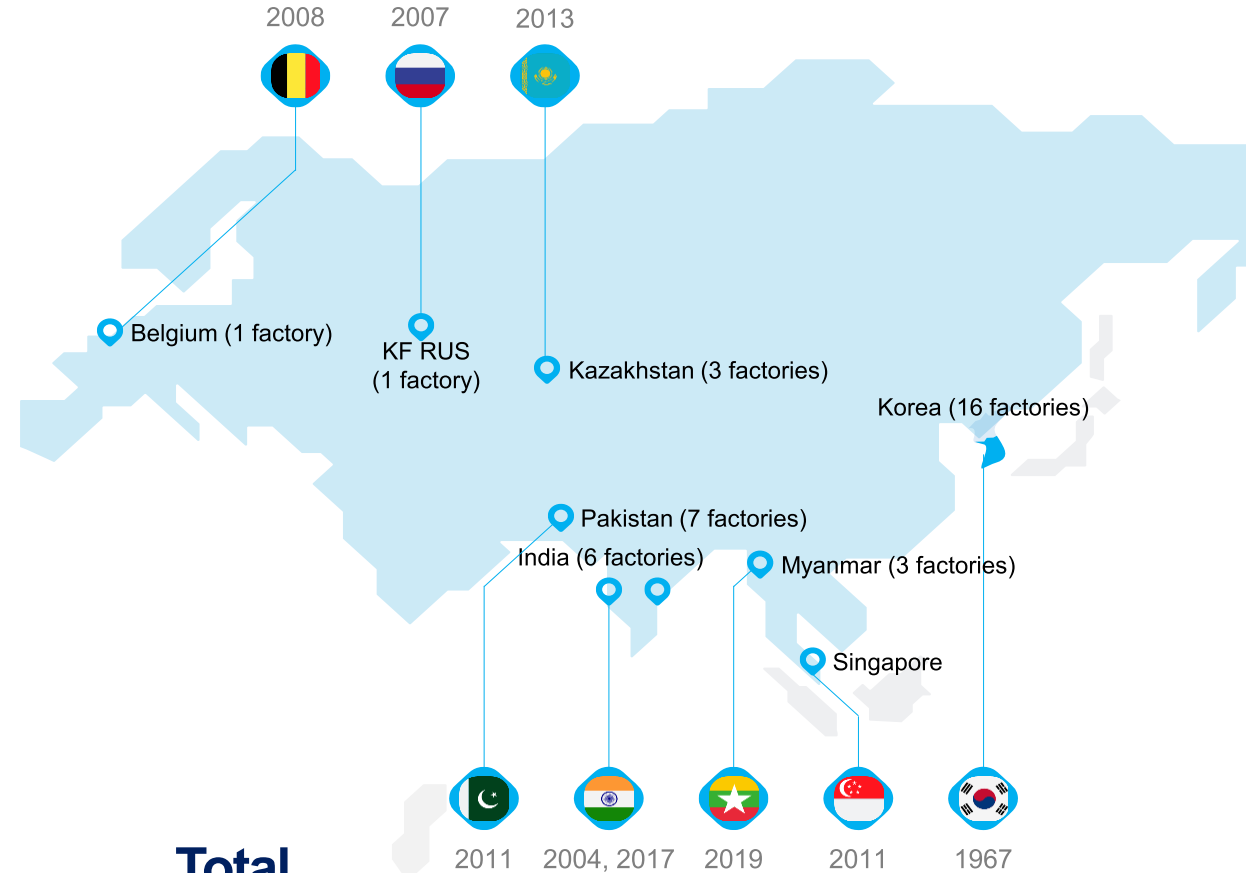 2008
2007
2013
Belgium (1 factory)
KF RUS
(1 factory)
Kazakhstan (3 factories)
Korea (16 factories)
Pakistan (7 factories)
India (6 factories)
Myanmar (3 factories)
Singapore
2011
2004, 2017
2019
2011
1967
Total